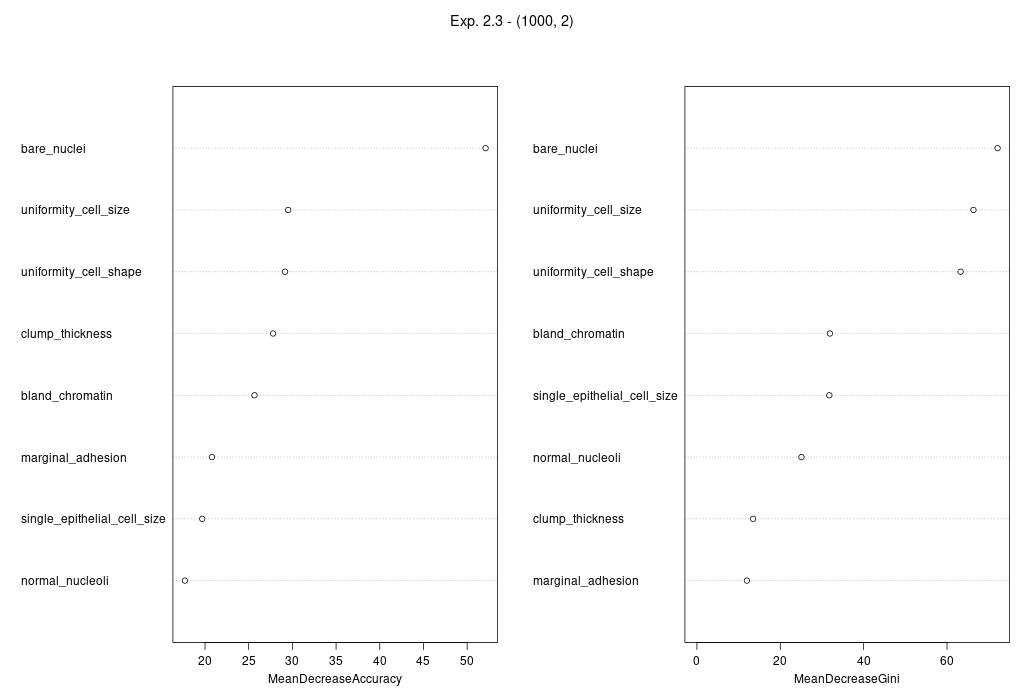 Exp. 2.3 - (1000, 2)
bare_nuclei
uniformity_cell_size
uniformity_cell_shape
clump_thickness
bland_chromatin
marginal_adhesion
single_epithelial_cell_size
normal_nucleoli
20 25 30 35 40 45 50
MeanDecreaseAccuracy
bare_nuclei
uniformity_cell_size
uniformity_cell_shape
bland_chromatin
single_epithelial_cell_size
normal_nucleoli
clump_thickness
marginal_adhesion
0 20 40 60
MeanDecreaseGini